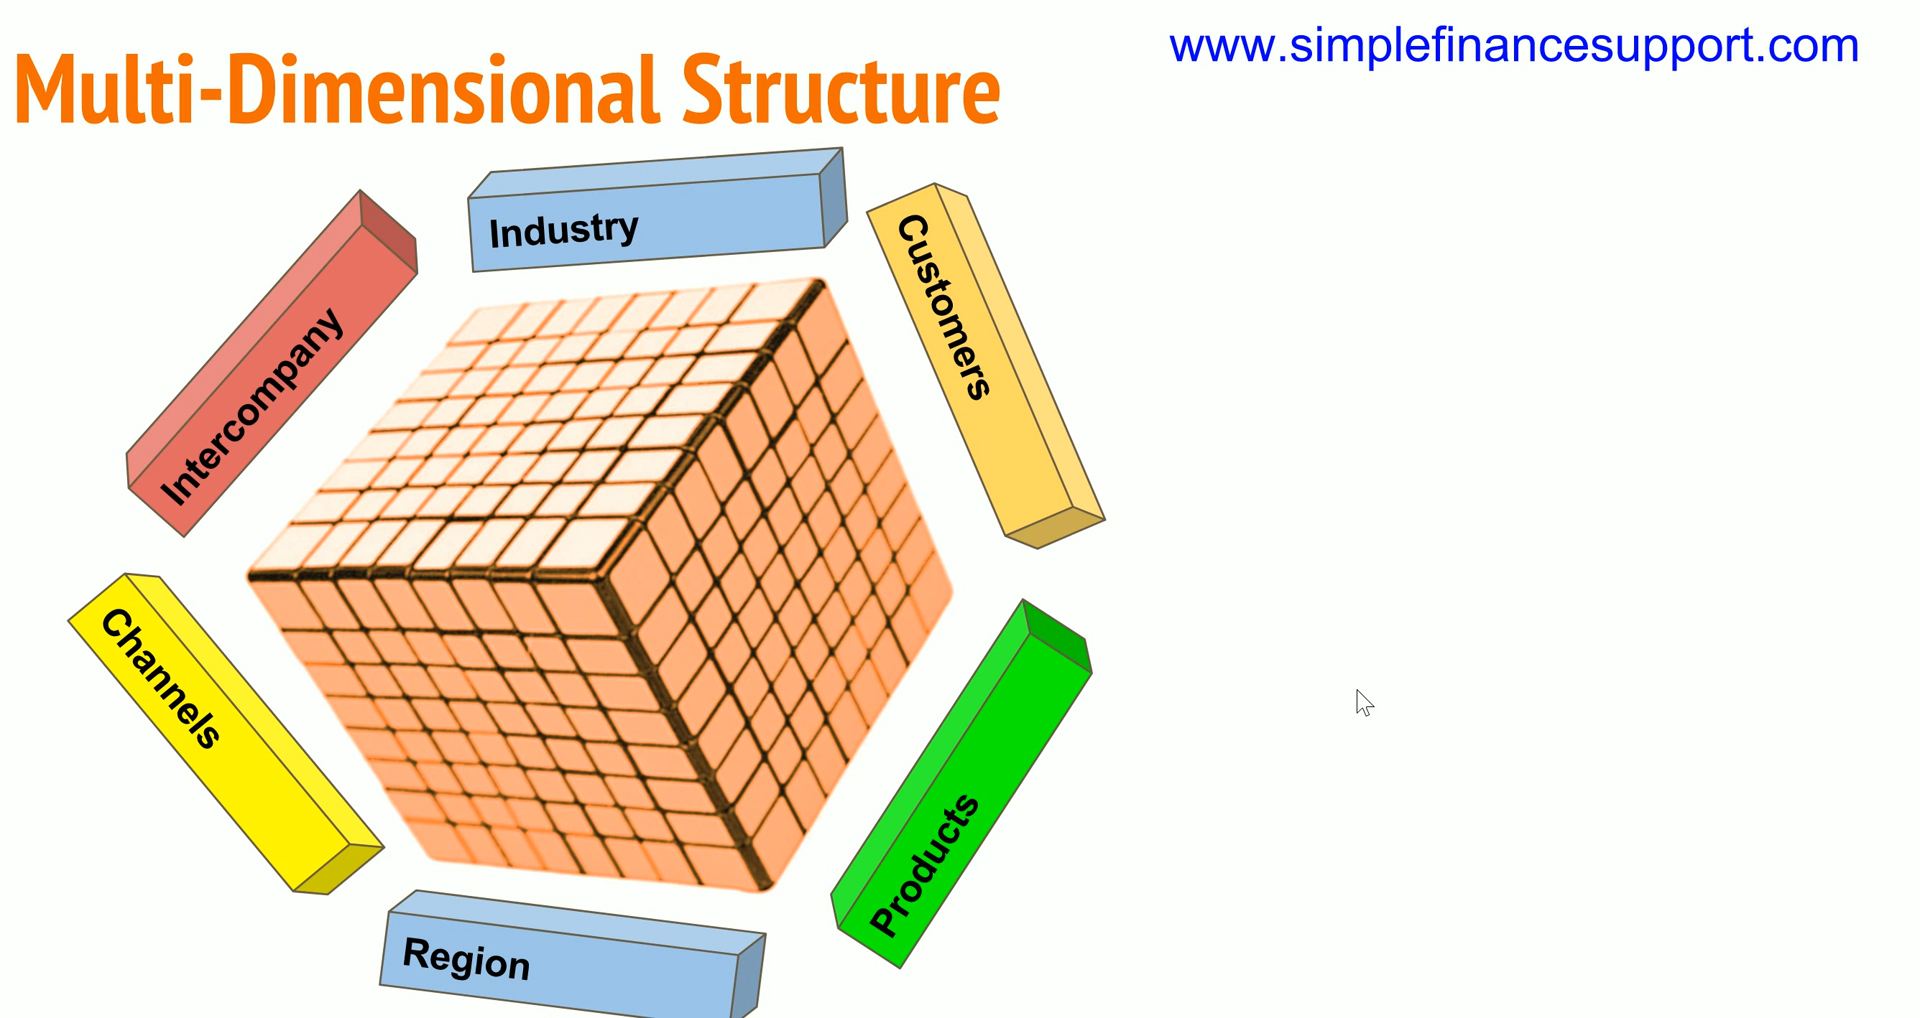 www.simplefinancesupport.com
Multi-Dimensional Structure
Industry
Customers
Intercompany
Channels
Products
Region